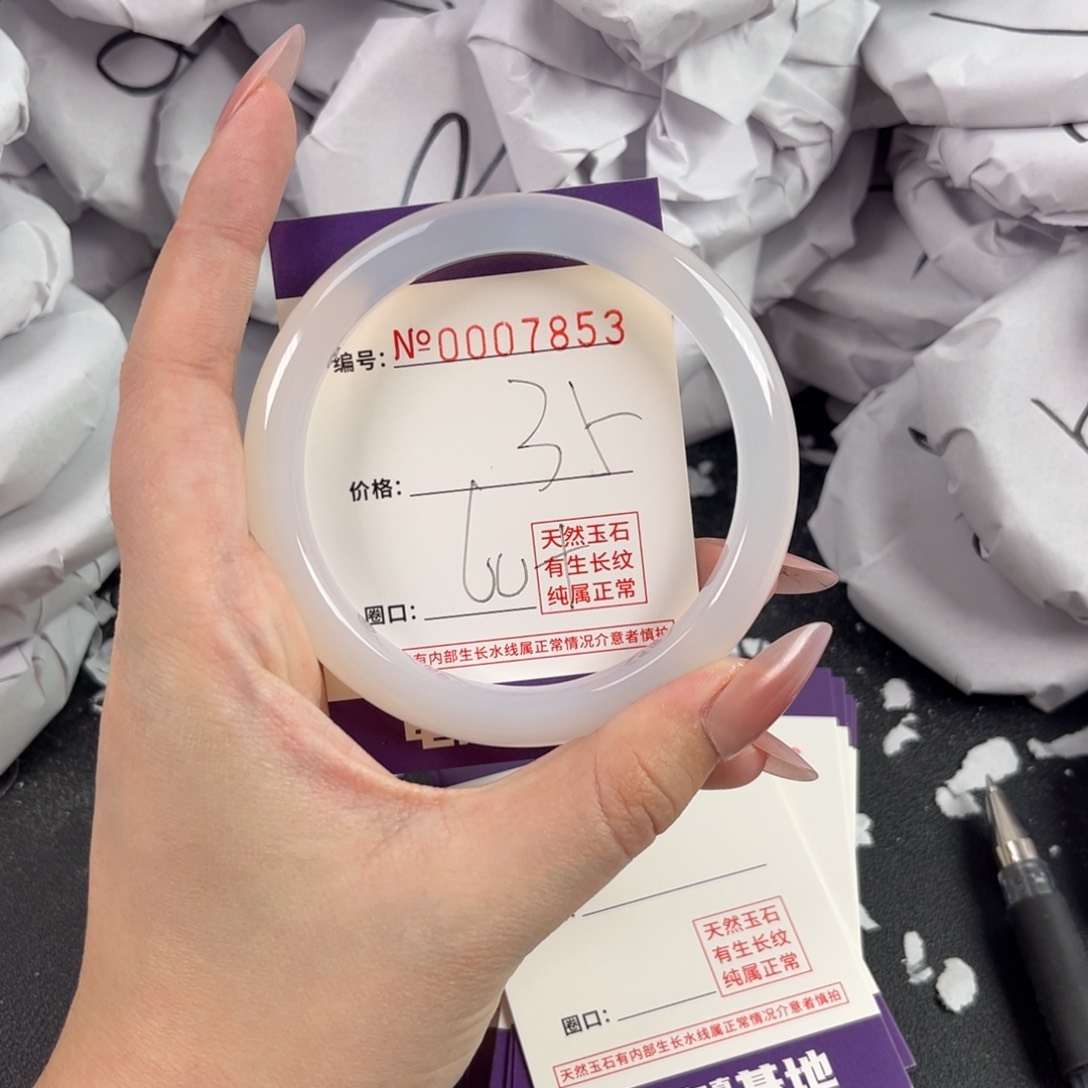 编号: №0007853
价格:
天然玉石
有生长纹
纯属正常
圈口:
有内部生长水线属正常情况介意者慎拍
天然玉石
有生长纹
纯属正常
圈口:
天然玉石有内部生长水线属正常情况介意者慎拍
基地